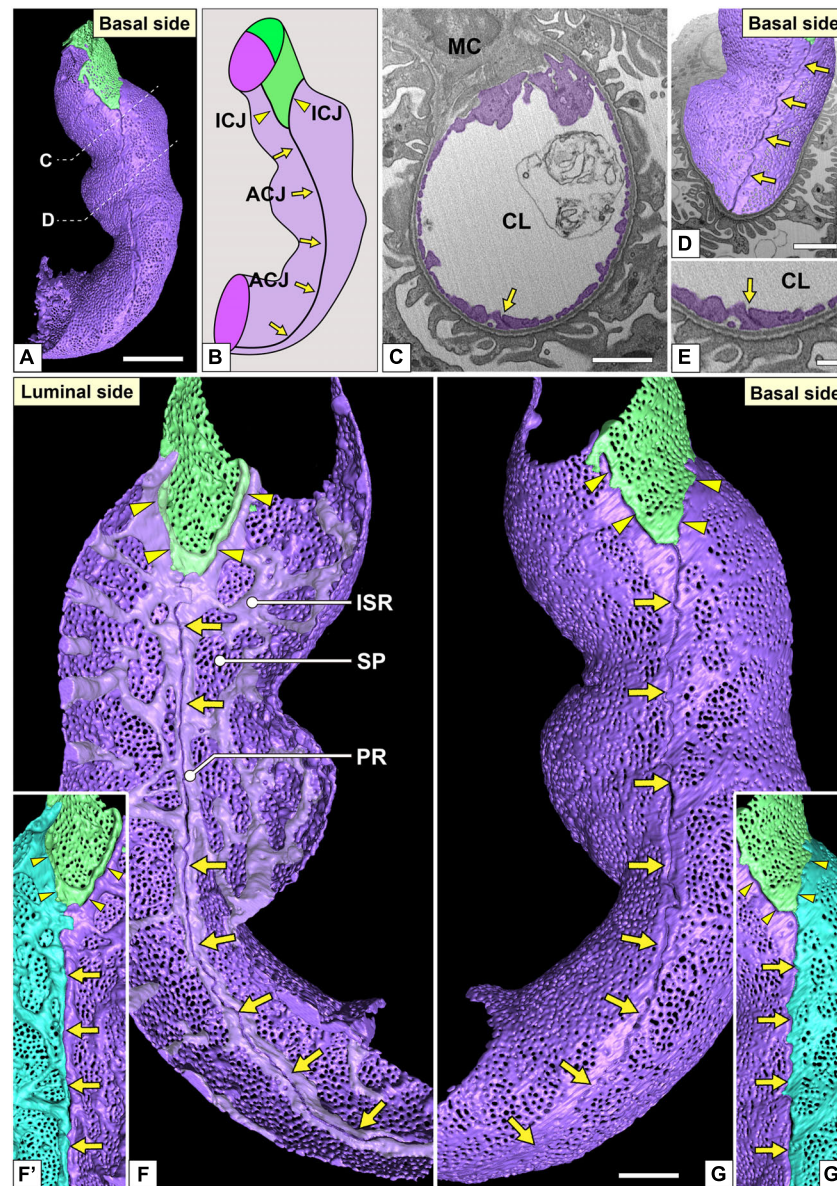 Basal side
C
D
A
ICJ
ICJ
ACJ
ACJ
B
MC
CL
C
Basal side
D
CL
E
Luminal side
ISR
SP
PR
F'
F
Basal side
G
G